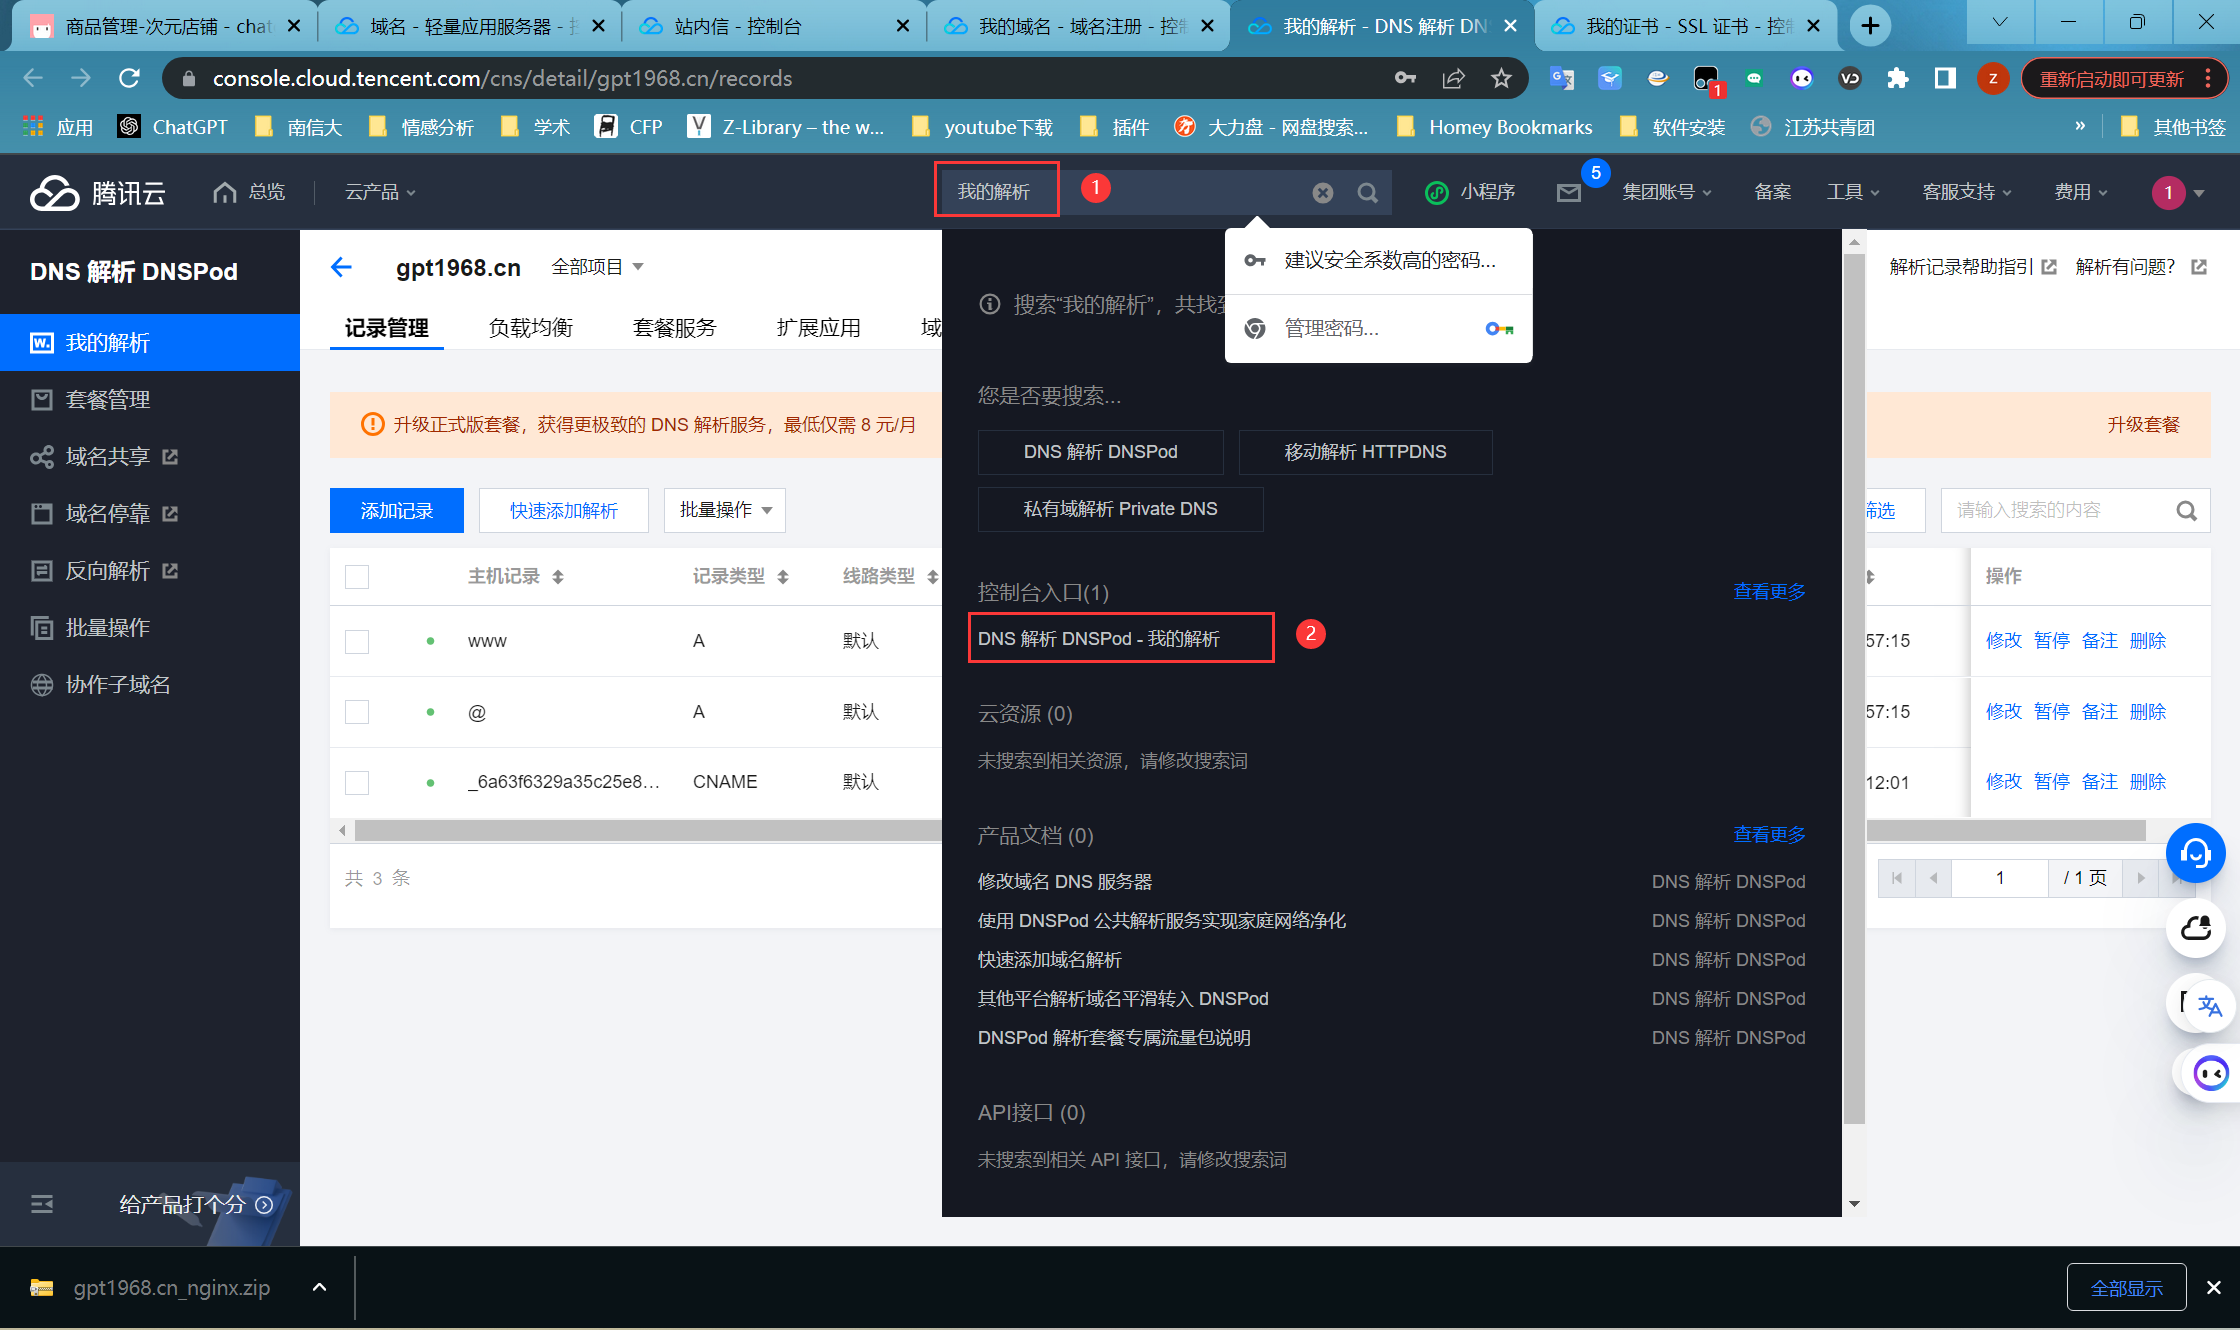 商品管理-次元店铺 - chat
域名 - 轻量应用服务器 - 控
站内信 - 控制台
我的域名 - 域名注册 - 控制
我的解析 - DNS 解析 DN
我的证书 - SSL 证书 - 控制
console.cloud.tencent.com/cns/detail/gpt1968.cn/records
1
z
重新启动即可更新
应用
ChatGPT
南信大
情感分析
学术
CFP
Z-Library – the w...
youtube下载
插件
大力盘 - 网盘搜索...
Homey Bookmarks
软件安装
江苏共青团
»
其他书签
腾讯云
总览
云产品
我的解析
1
小程序
5
集团账号
备案
工具
客服支持
费用
1
DNS 解析 DNSPod
我的解析
套餐管理
域名共享
域名停靠
反向解析
批量操作
协作子域名
给产品打个分
gpt1968.cn
全部项目
解析记录帮助指引
解析有问题?
记录管理
负载均衡
套餐服务
扩展应用
域
升级正式版套餐，获得更极致的 DNS 解析服务，最低仅需 8 元/月
升级套餐
添加记录
快速添加解析
批量操作
筛选
请输入搜索的内容
主机记录
记录类型
线路类型
操作
www
A
默认
57:15
修改 暂停 备注 删除
@
A
默认
57:15
修改 暂停 备注 删除
_6a63f6329a35c25e8...
CNAME
默认
12:01
修改 暂停 备注 删除
共 3 条
1
/ 1 页
建议安全系数高的密码...
管理密码...
搜索“我的解析”，共找到
您是否要搜索...
DNS 解析 DNSPod
移动解析 HTTPDNS
私有域解析 Private DNS
控制台入口(1)
查看更多
DNS 解析 DNSPod - 我的解析
2
云资源 (0)
未搜索到相关资源，请修改搜索词
产品文档 (0)
查看更多
修改域名 DNS 服务器
DNS 解析 DNSPod
使用 DNSPod 公共解析服务实现家庭网络净化
DNS 解析 DNSPod
快速添加域名解析
DNS 解析 DNSPod
其他平台解析域名平滑转入 DNSPod
DNS 解析 DNSPod
DNSPod 解析套餐专属流量包说明
DNS 解析 DNSPod
API接口 (0)
未搜索到相关 API 接口，请修改搜索词
gpt1968.cn_nginx.zip
全部显示